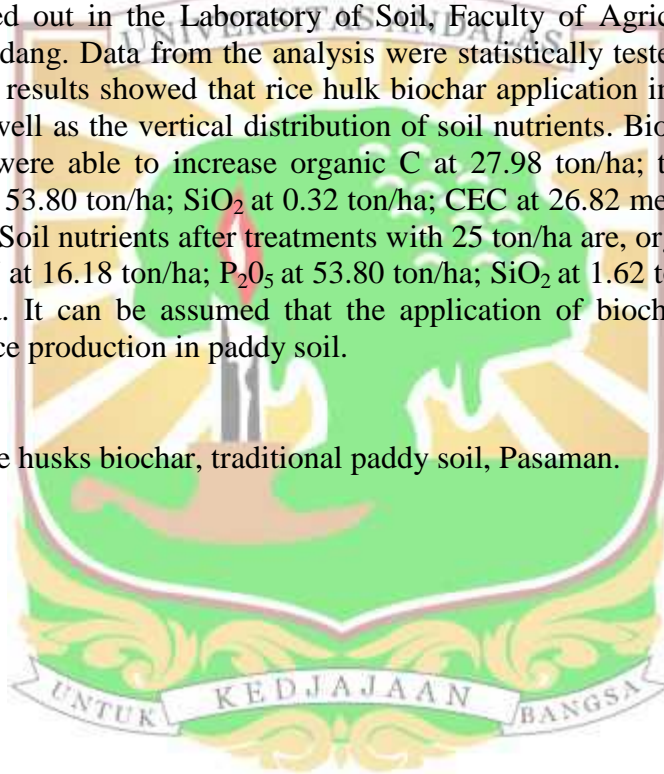 ed out in the Laboratory of Soil, Faculty of Agric
UNIVERSITAS ANDALAS
dang. Data from the analysis were statistically teste
results showed that rice hulk biochar application in
well as the vertical distribution of soil nutrients. Bio
were able to increase organic C at 27.98 ton/ha; t
53.80 ton/ha; SiO₂ at 0.32 ton/ha; CEC at 26.82 me
Soil nutrients after treatments with 25 ton/ha are, org
at 16.18 ton/ha; P₂0₅ at 53.80 ton/ha; SiO₂ at 1.62 t
. It can be assumed that the application of bioch
ce production in paddy soil.
e husks biochar, traditional paddy soil, Pasaman.
UNTUK KEDJAJAAN BANGSA